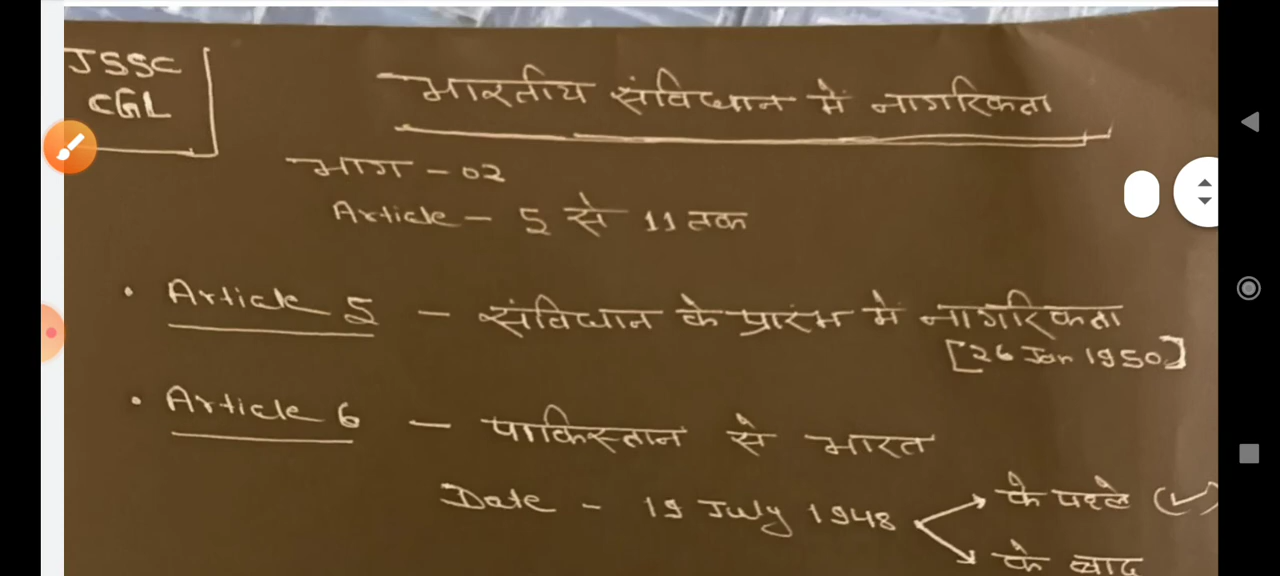 JSSC
CGL
भारतीय संविधान में नागरिकता
भाग - 02
Article - 5 से 11 तक
• Article 5 - संविधान के प्रारंभ में नागरिकता
[26 Jan 1950]
• Article 6 - पाकिस्तान से भारत
Date - 19 July 1948
के पहले (✓)
के बाद